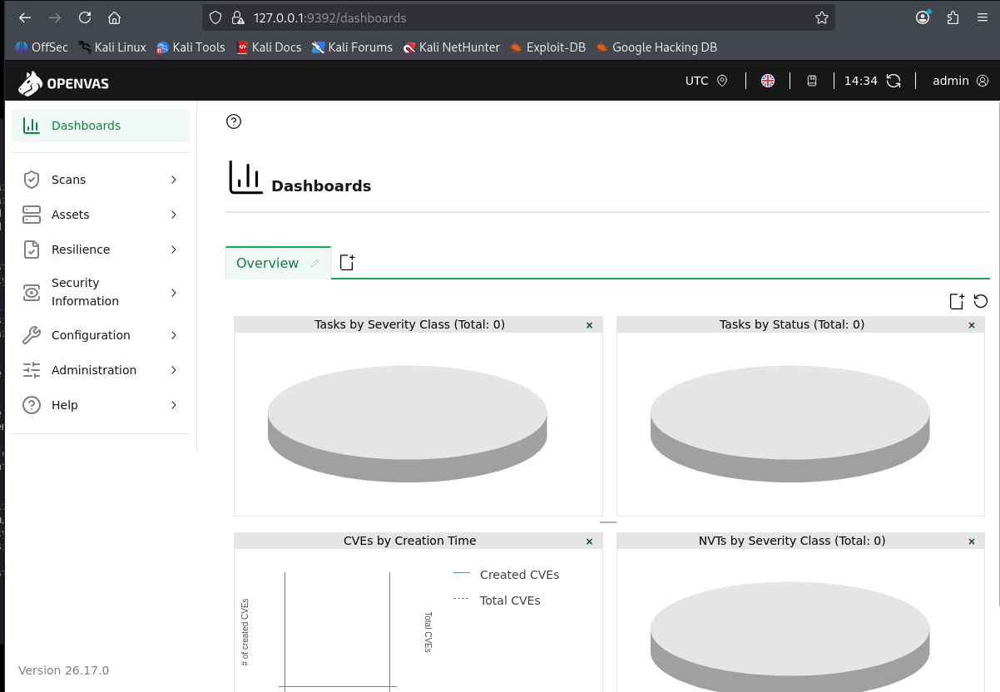 127.0.0.1:9392/dashboards
OffSec Kali Linux Kali Tools Kali Docs Kali Forums Kali NetHunter Exploit-DB Google Hacking DB
OPENVAS UTC 14:34 admin
Dashboards
Scans
Assets
Resilience
Security
Information
Configuration
Administration
Help
Version 26.17.0
Dashboards
Overview
Tasks by Severity Class (Total: 0)
Tasks by Status (Total: 0)
CVEs by Creation Time
# of created CVEs
Total CVEs
Created CVEs
Total CVEs
NVTs by Severity Class (Total: 0)